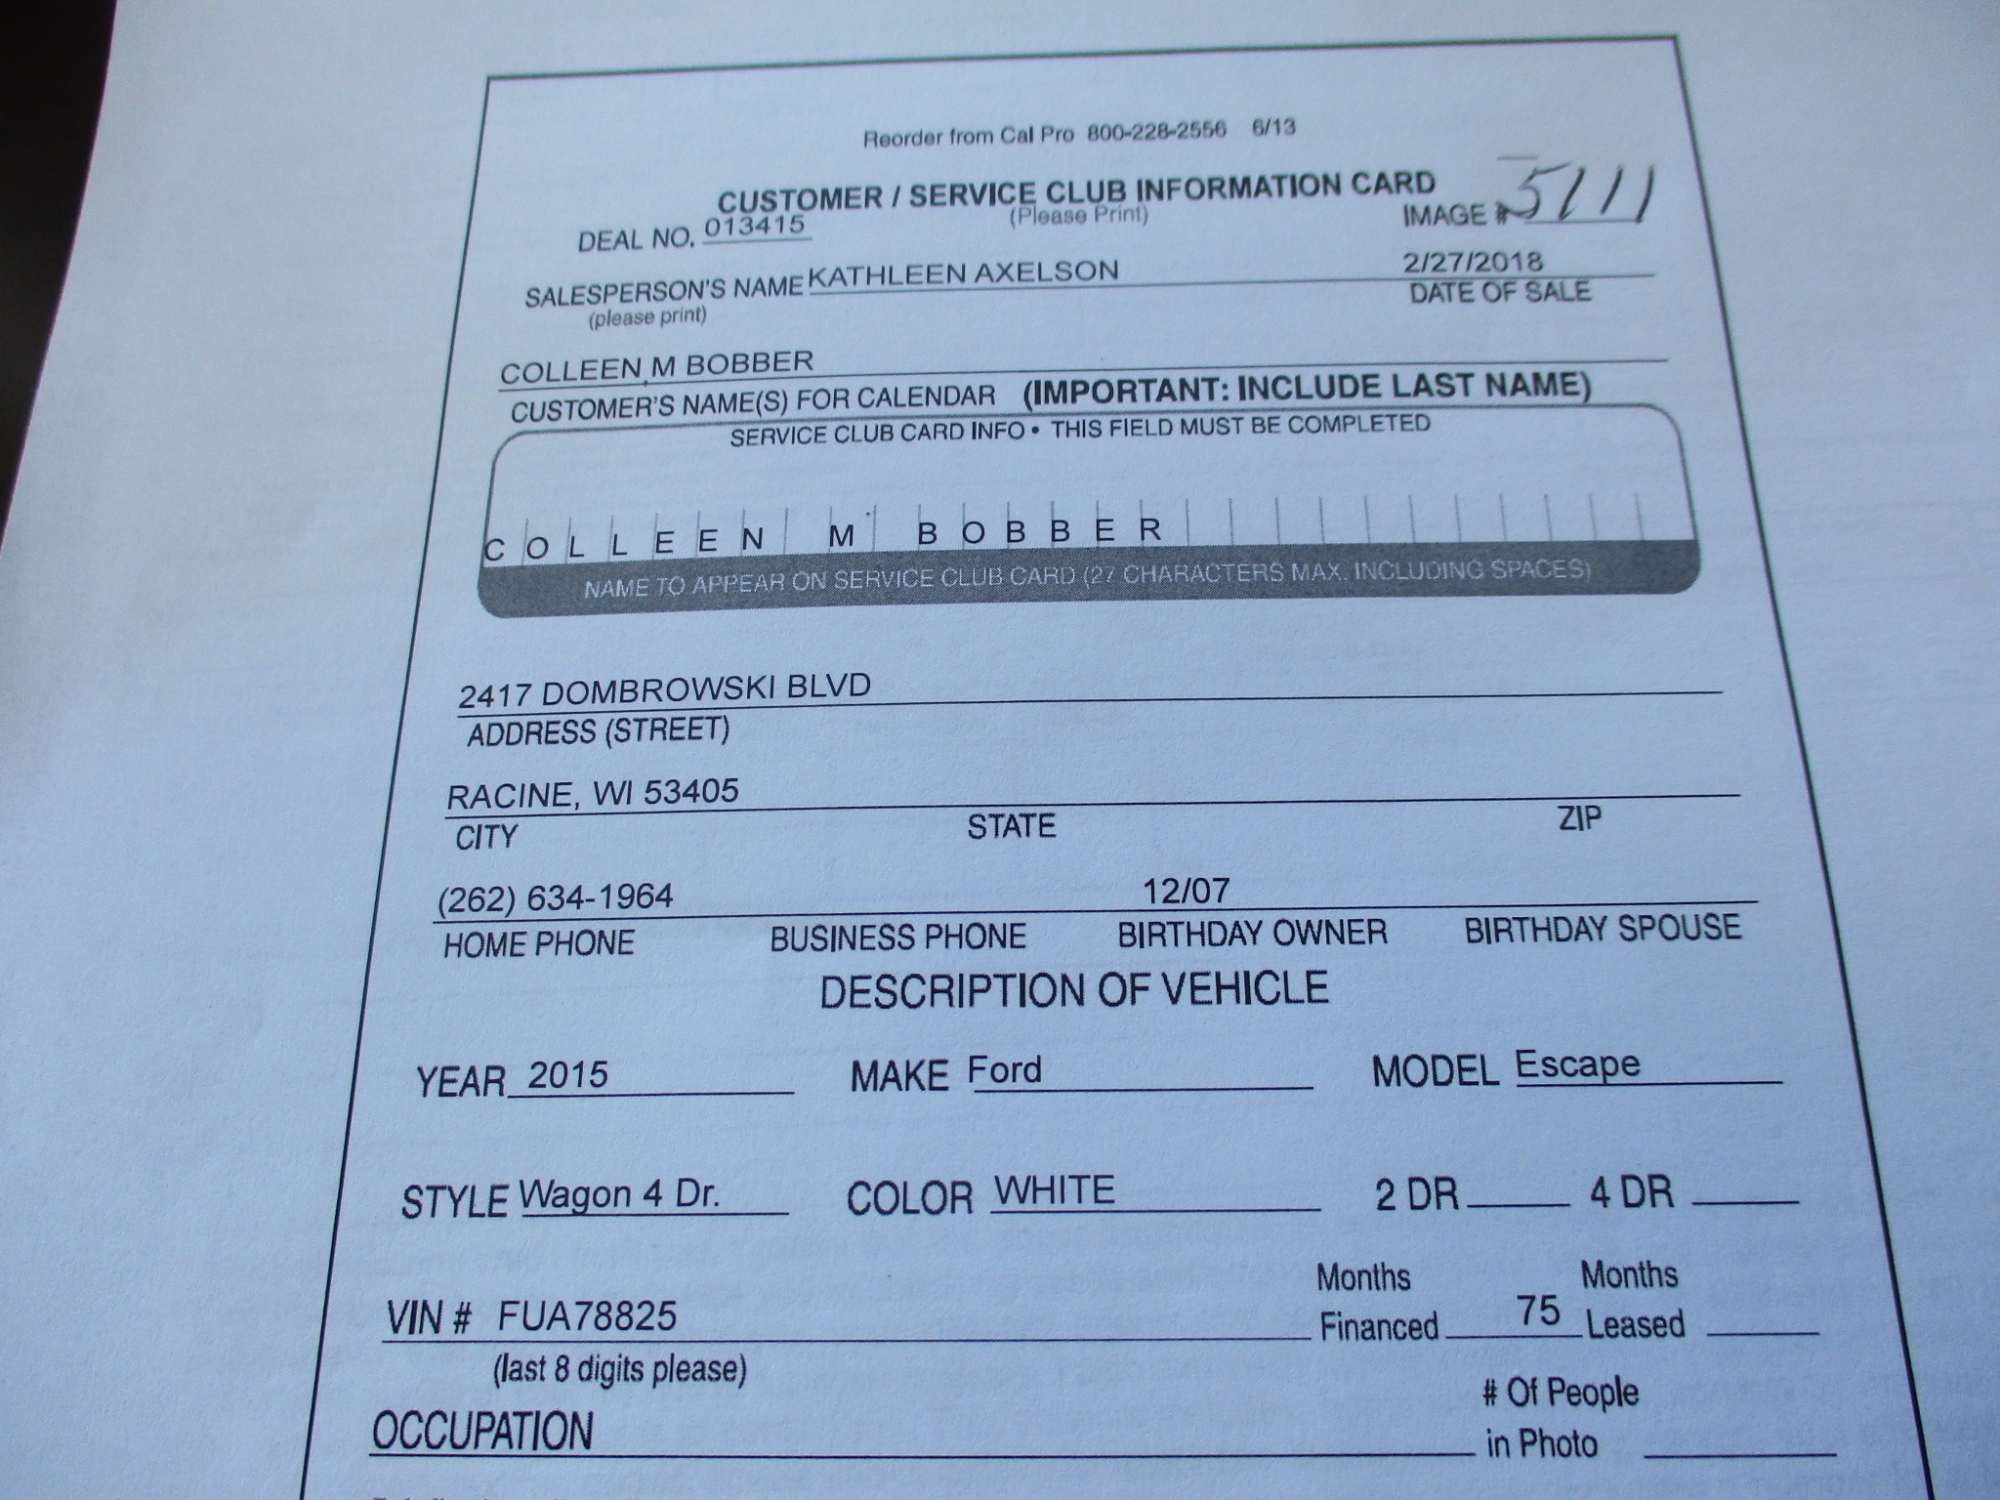 Reorder from Cal Pro 800-228-2556 6/13
CUSTOMER / SERVICE CLUB INFORMATION CARD
(Please Print)
DEAL NO. 013415
IMAGE # 5111
SALESPERSON'S NAME KATHLEEN AXELSON
2/27/2018
(please print)
DATE OF SALE
COLLEEN M BOBBER
CUSTOMER'S NAME(S) FOR CALENDAR (IMPORTANT: INCLUDE LAST NAME)
SERVICE CLUB CARD INFO • THIS FIELD MUST BE COMPLETED
COLLEEN M BOBBER
NAME TO APPEAR ON SERVICE CLUB CARD (27 CHARACTERS MAX. INCLUDING SPACES)
2417 DOMBROWSKI BLVD
ADDRESS (STREET)
RACINE, WI 53405
CITY STATE ZIP
(262) 634-1964 12/07
HOME PHONE BUSINESS PHONE BIRTHDAY OWNER BIRTHDAY SPOUSE
DESCRIPTION OF VEHICLE
YEAR 2015 MAKE Ford MODEL Escape
STYLE Wagon 4 Dr. COLOR WHITE 2 DR 4 DR
VIN # FUA78825
(last 8 digits please)
Months Financed 75
Months Leased
OCCUPATION
# Of People
in Photo